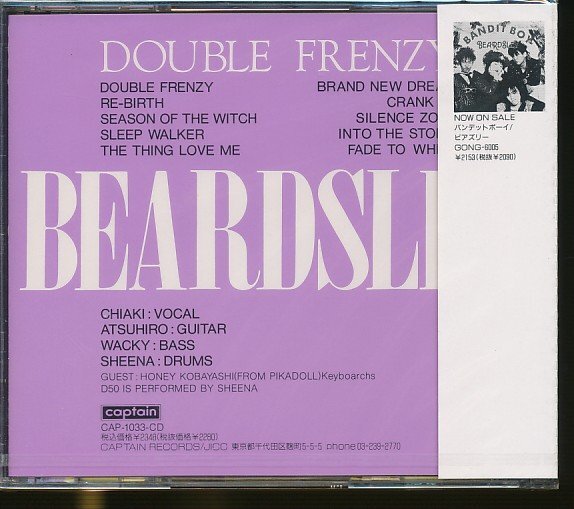 DOUBLE FRENZY
DOUBLE FRENZY
RE-BIRTH
SEASON OF THE WITCH
SLEEP WALKER
THE THING LOVE ME
BRAND NEW DREA
CRANK
SILENCE ZO
INTO THE STO
FADE TO WH
BEARDSLE
CHIAKI : VOCAL
ATSUHIRO : GUITAR
WACKY : BASS
SHEENA : DRUMS
GUEST : HONEY KOBAYASHI(FROM PIKADOLL)Keyboarchs
D50 IS PERFORMED BY SHEENA
captain
CAP-1033-CD
税込価格¥2348(税抜価格¥2280)
CAPTAIN RECORDS/JICC 東京都千代田区麹町5-5-5 phone 03-239-2770
BANDIT BOY
BEARDSLEY
NOW ON SALE
バンデットボーイ/
ビアズリー
GONG-6005
¥2153(税抜¥2090)